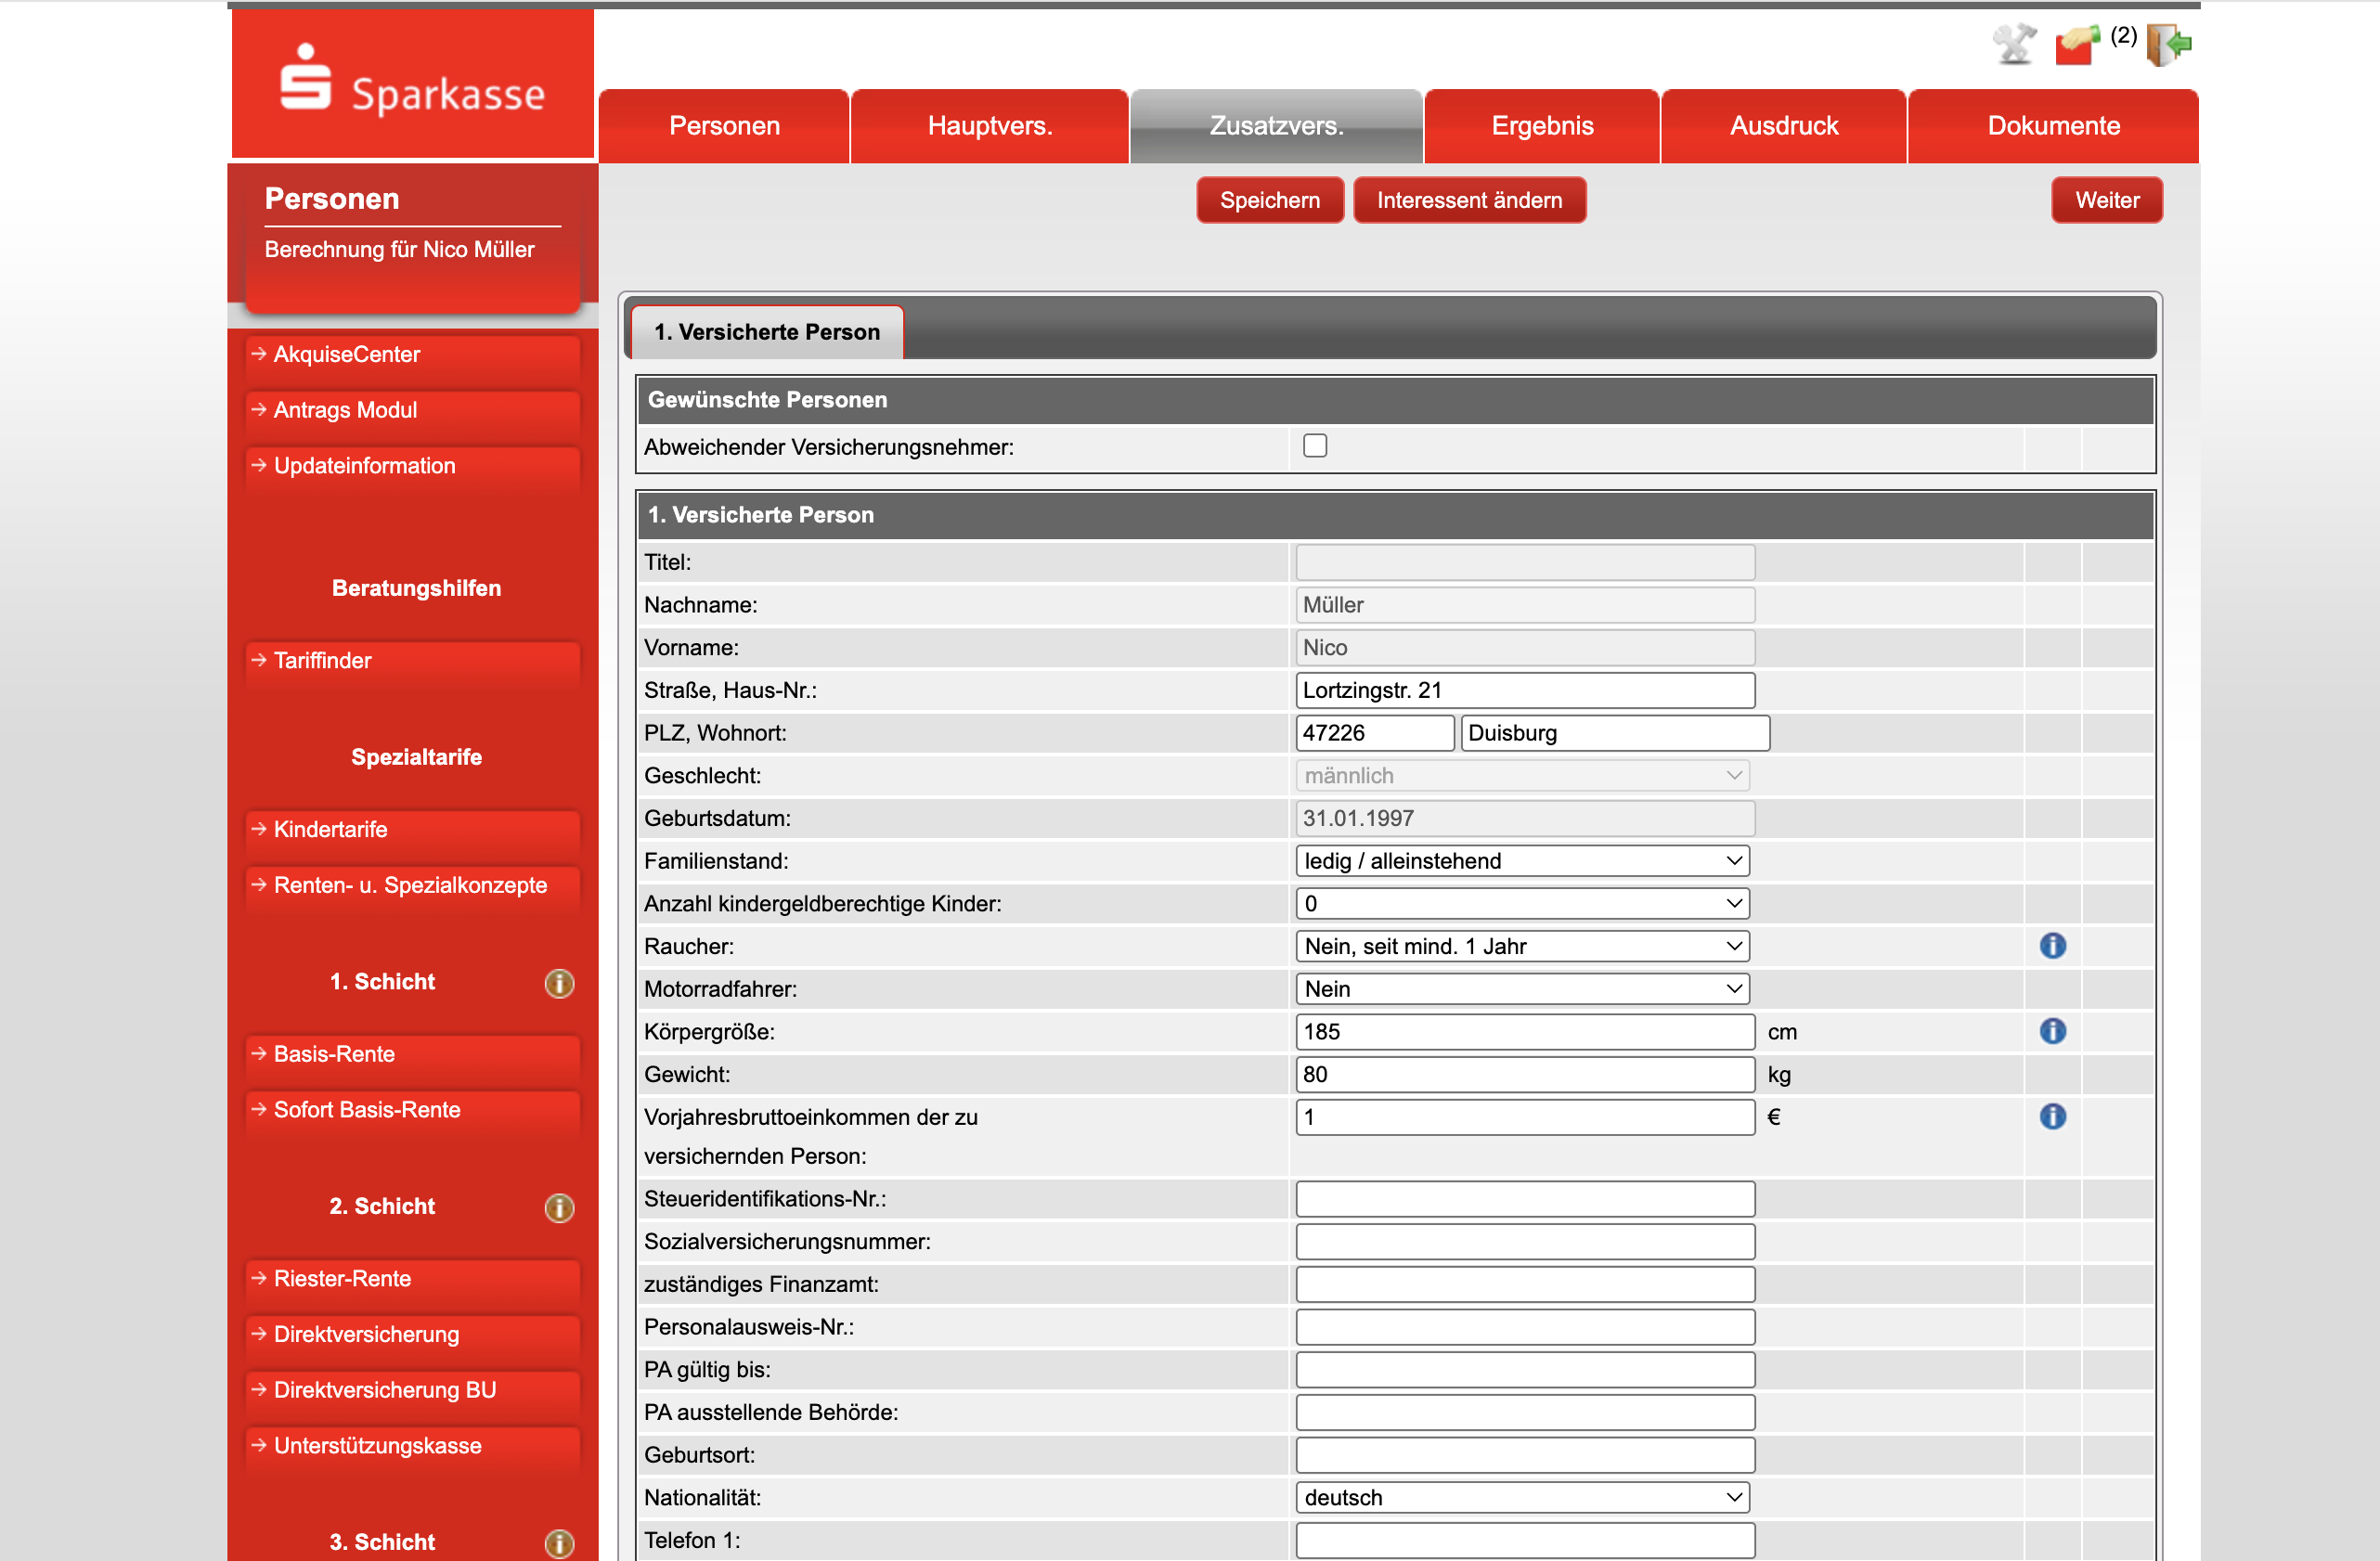 Sparkasse
(2)
Personen
Hauptvers.
Zusatzvers.
Ergebnis
Ausdruck
Dokumente
Personen
Berechnung für Nico Müller
Speichern
Interessent ändern
Weiter
AkquiseCenter
Antrags Modul
Updateinformation
Beratungshilfen
Tariffinder
Spezialtarife
Kindertarife
Renten- u. Spezialkonzepte
1. Schicht
Basis-Rente
Sofort Basis-Rente
2. Schicht
Riester-Rente
Direktversicherung
Direktversicherung BU
Unterstützungskasse
3. Schicht
1. Versicherte Person
Gewünschte Personen
Abweichender Versicherungsnehmer:
1. Versicherte Person
Titel:
Nachname: Müller
Vorname: Nico
Straße, Haus-Nr.: Lortzingstr. 21
PLZ, Wohnort: 47226 Duisburg
Geschlecht: männlich
Geburtsdatum: 31.01.1997
Familienstand: ledig / alleinstehend
Anzahl kindergeldberechtige Kinder: 0
Raucher: Nein, seit mind. 1 Jahr
Motorradfahrer: Nein
Körpergröße: 185 cm
Gewicht: 80 kg
Vorjahresbruttoeinkommen der zu 1 €
versichernden Person:
Steueridentifikations-Nr.:
Sozialversicherungsnummer:
zuständiges Finanzamt:
Personalausweis-Nr.:
PA gültig bis:
PA ausstellende Behörde:
Geburtsort:
Nationalität: deutsch
Telefon 1: